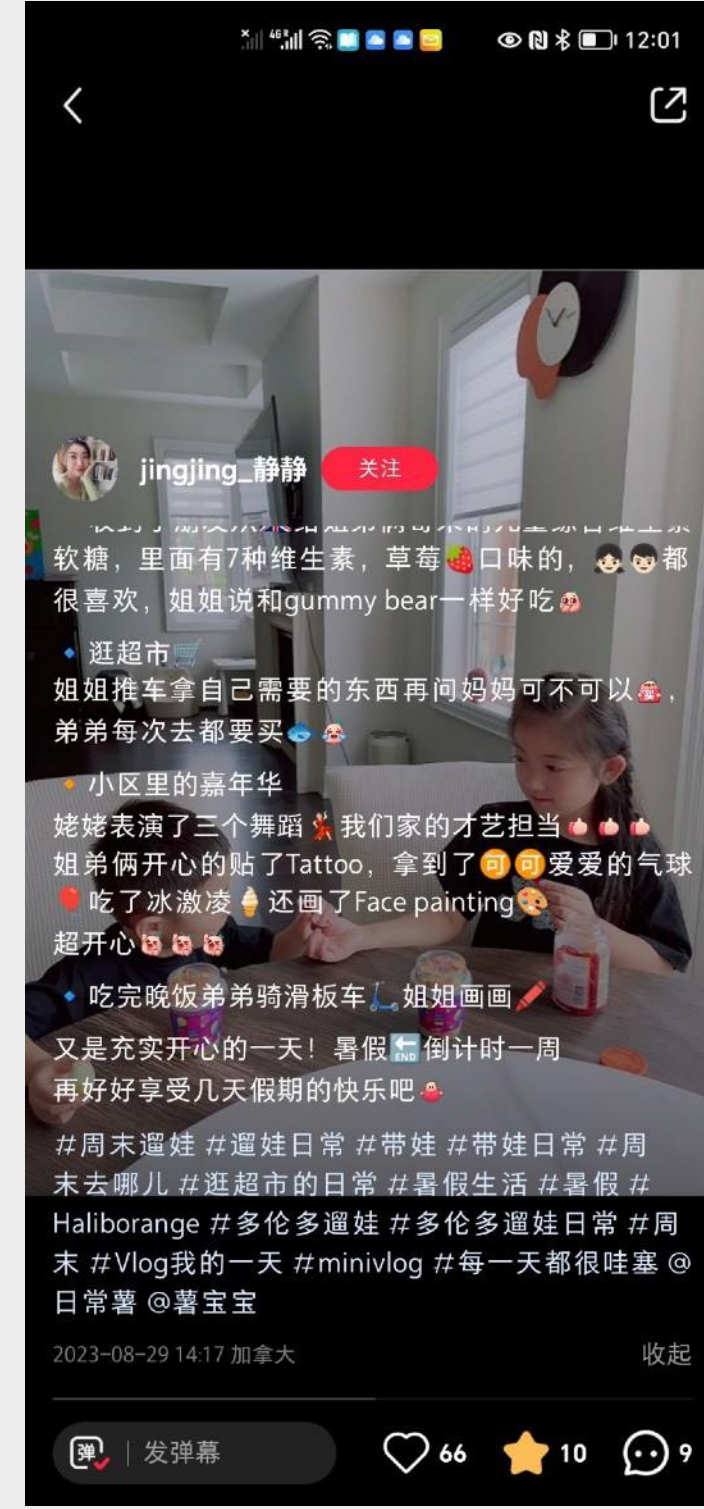 46R
12:01
jingjing_静静
关注
软糖，里面有7种维生素，草莓🍓口味的，👧👦都
很喜欢，姐姐说和gummy bear一样好吃
🔹逛超市🛒
姐姐推车拿自己需要的东西再问妈妈可不可以，
弟弟每次去都要买🐟
🔸小区里的嘉年华
姥姥表演了三个舞蹈💃我们家的才艺担当👍👍👍
姐弟俩开心的贴了Tattoo，拿到了🉑🉑爱爱的气球
🎈吃了冰激凌🍦还画了Face painting🎨
超开心
🔹吃完晚饭弟弟骑滑板车🛴姐姐画画🖍️
又是充实开心的一天！暑假🔚倒计时一周
再好好享受几天假期的快乐吧
#周末遛娃 #遛娃日常 #带娃 #带娃日常 #周
末去哪儿 #逛超市的日常 #暑假生活 #暑假 #
Haliborange #多伦多遛娃 #多伦多遛娃日常 #周
末 #Vlog我的一天 #minivlog #每一天都很哇塞 @
日常薯 @薯宝宝
2023-08-29 14:17 加拿大
收起
弹
发弹幕
66
10
9